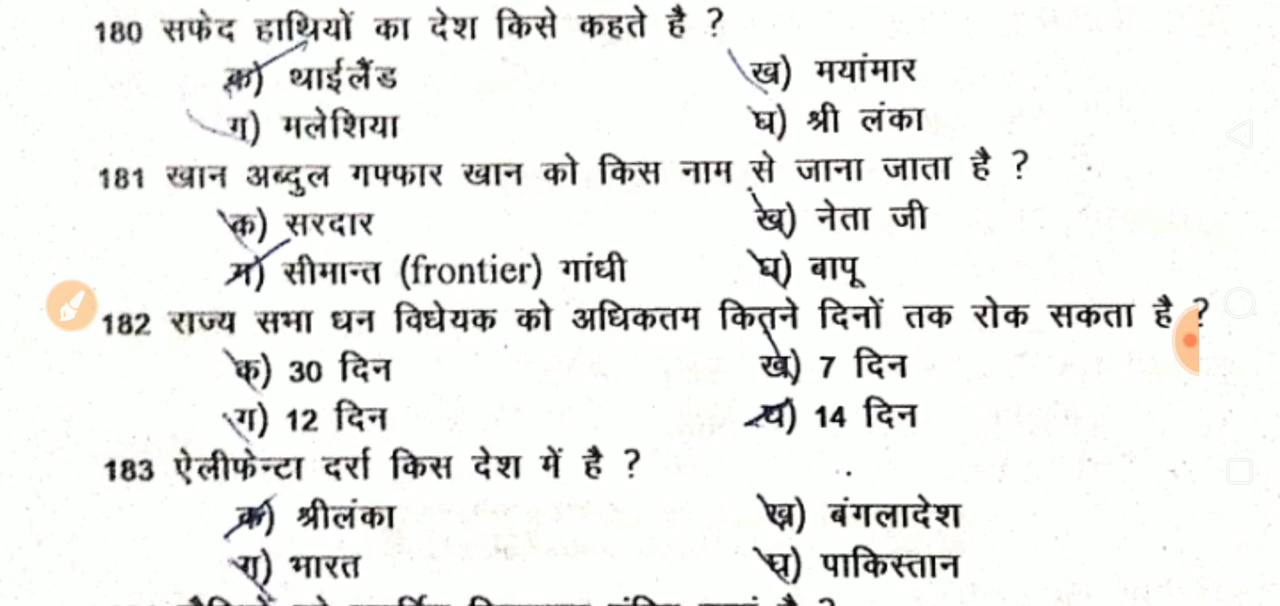 180 सफेद हाथियों का देश किसे कहते है ?
क) थाईलैंड ख) मयांमार
ग) मलेशिया घ) श्री लंका
181 खान अब्दुल गफ्फार खान को किस नाम से जाना जाता है ?
क) सरदार ख) नेता जी
ग) सीमान्त (frontier) गांधी घ) बापू
182 राज्य सभा धन विधेयक को अधिकतम कितने दिनों तक रोक सकता है ?
क) 30 दिन ख) 7 दिन
ग) 12 दिन घ) 14 दिन
183 ऐलीफेन्टा दर्रा किस देश में है ?
क) श्रीलंका ख) बंगलादेश
ग) भारत घ) पाकिस्तान